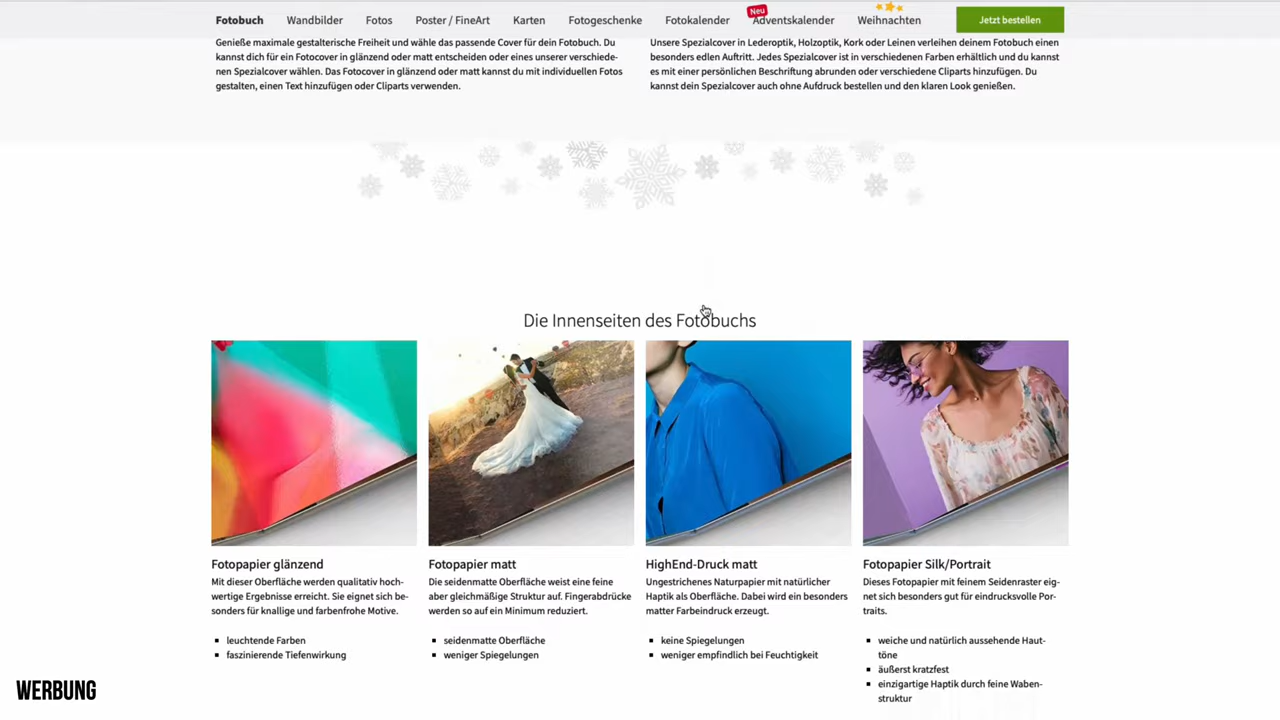 Fotobuch Wandbilder Fotos Poster / FineArt Karten Fotogeschenke Fotokalender Neu Adventskalender Weihnachten Jetzt bestellen
Genieße maximale gestalterische Freiheit und wähle das passende Cover für dein Fotobuch. Du
kannst dich für ein Fotocover in glänzend oder matt entscheiden oder eines unserer verschiede-
nen Spezialcover wählen. Das Fotocover in glänzend oder matt kannst du mit individuellen Fotos
gestalten, einen Text hinzufügen oder Cliparts verwenden.
Unsere Spezialcover in Lederoptik, Holzoptik, Kork oder Leinen verleihen deinem Fotobuch einen
besonders edlen Auftritt. Jedes Spezialcover ist in verschiedenen Farben erhältlich und du kannst
es mit einer persönlichen Beschriftung abrunden oder verschiedene Cliparts hinzufügen. Du
kannst dein Spezialcover auch ohne Aufdruck bestellen und den klaren Look genießen.
Die Innenseiten des Fotobuchs
Fotopapier glänzend
Mit dieser Oberfläche werden qualitativ hoch-
wertige Ergebnisse erreicht. Sie eignet sich be-
sonders für knallige und farbenfrohe Motive.
leuchtende Farben
faszinierende Tiefenwirkung
Fotopapier matt
Die seidenmatte Oberfläche weist eine feine
aber gleichmäßige Struktur auf. Fingerabdrücke
werden so auf ein Minimum reduziert.
seidenmatte Oberfläche
weniger Spiegelungen
HighEnd-Druck matt
Ungestrichenes Naturpapier mit natürlicher
Haptik als Oberfläche. Dabei wird ein besonders
matter Farbeindruck erzeugt.
keine Spiegelungen
weniger empfindlich bei Feuchtigkeit
Fotopapier Silk/Portrait
Dieses Fotopapier mit feinem Seidenraster eig-
net sich besonders gut für eindrucksvolle Por-
traits.
weiche und natürlich aussehende Haut-
töne
äußerst kratzfest
einzigartige Haptik durch feine Waben-
struktur
WERBUNG